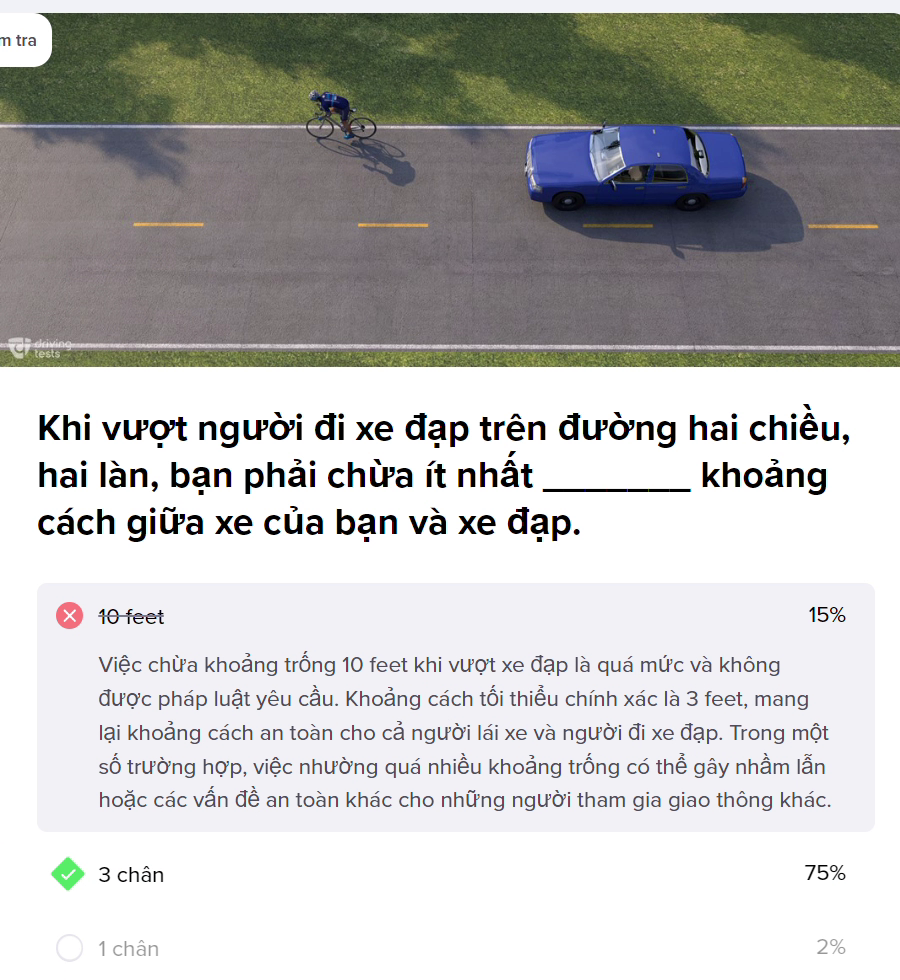 m tra
driving
tests
Khi vượt người đi xe đạp trên đường hai chiều,
hai làn, bạn phải chừa ít nhất _______ khoảng
cách giữa xe của bạn và xe đạp.
10 feet 15%
Việc chừa khoảng trống 10 feet khi vượt xe đạp là quá mức và không
được pháp luật yêu cầu. Khoảng cách tối thiểu chính xác là 3 feet, mang
lại khoảng cách an toàn cho cả người lái xe và người đi xe đạp. Trong một
số trường hợp, việc nhường quá nhiều khoảng trống có thể gây nhầm lẫn
hoặc các vấn đề an toàn khác cho những người tham gia giao thông khác.
3 chân 75%
1 chân 2%